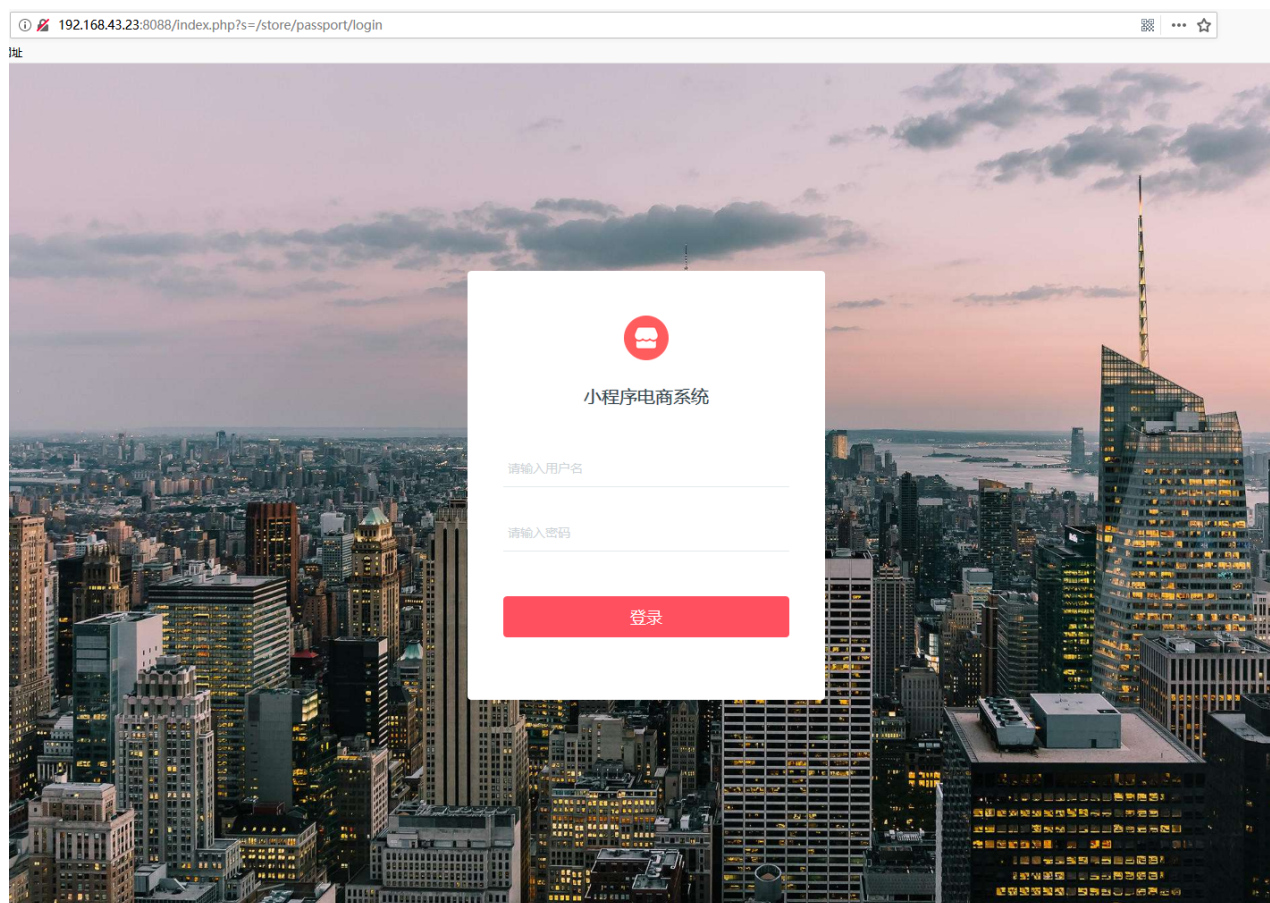 192.168.43.23:8088/index.php?s=/store/passport/login
址
小程序电商系统
请输入用户名
请输入密码
登录